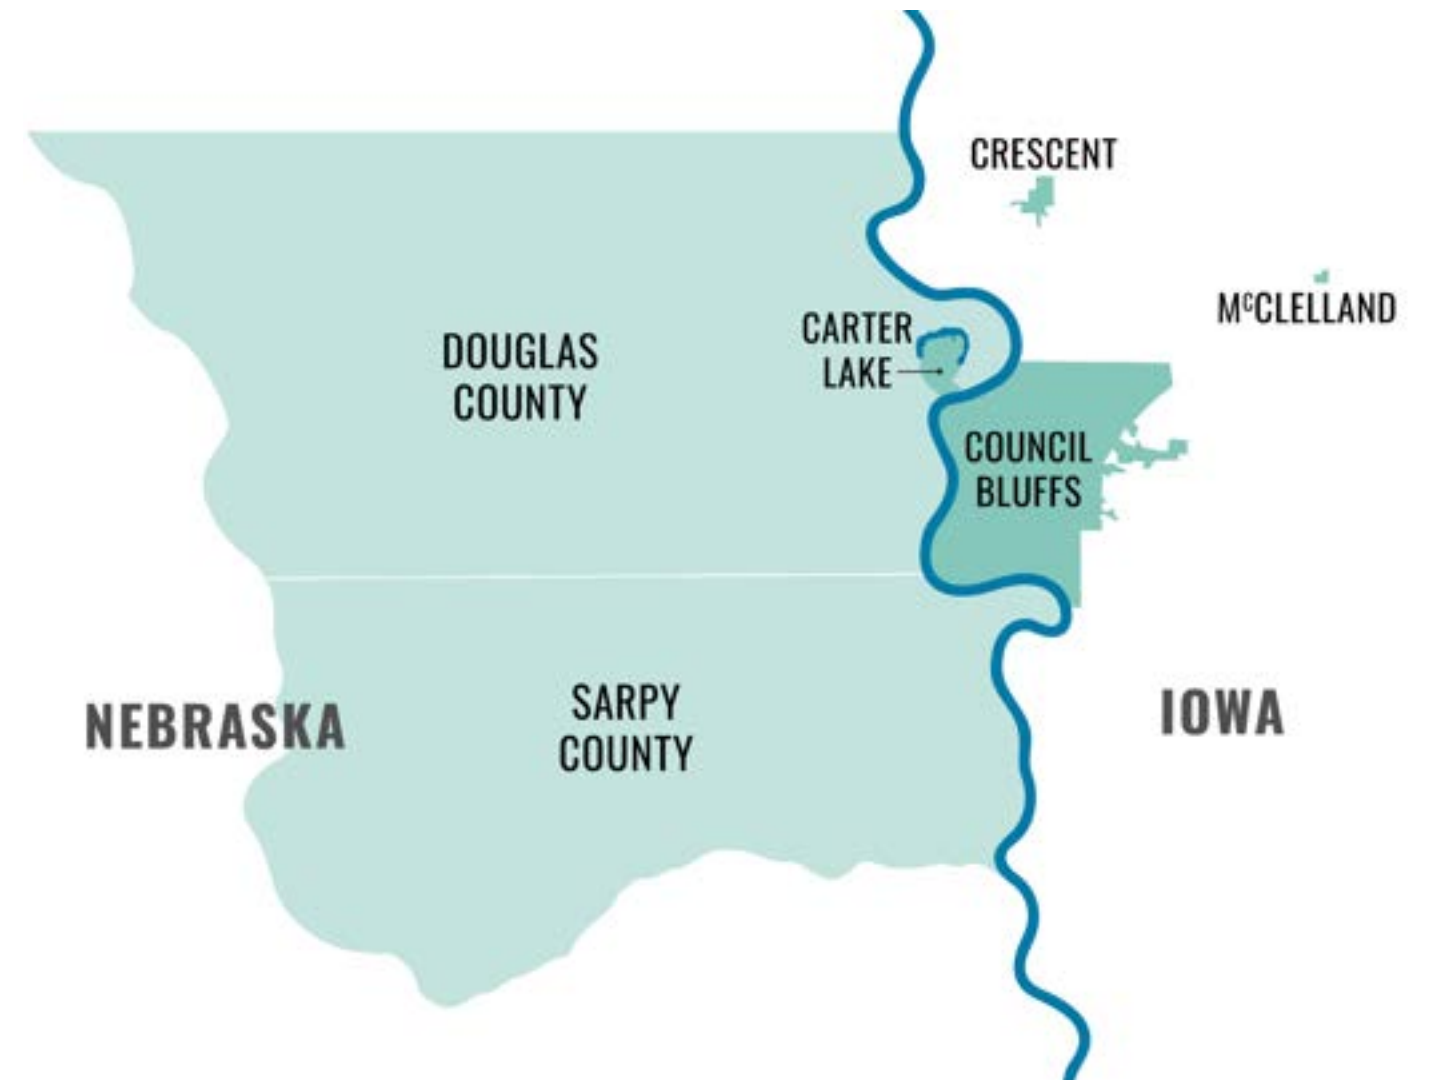 CRESCENT
McCLELLAND
CARTER
LAKE
DOUGLAS
COUNTY
COUNCIL
BLUFFS
SARPY
COUNTY
NEBRASKA
IOWA